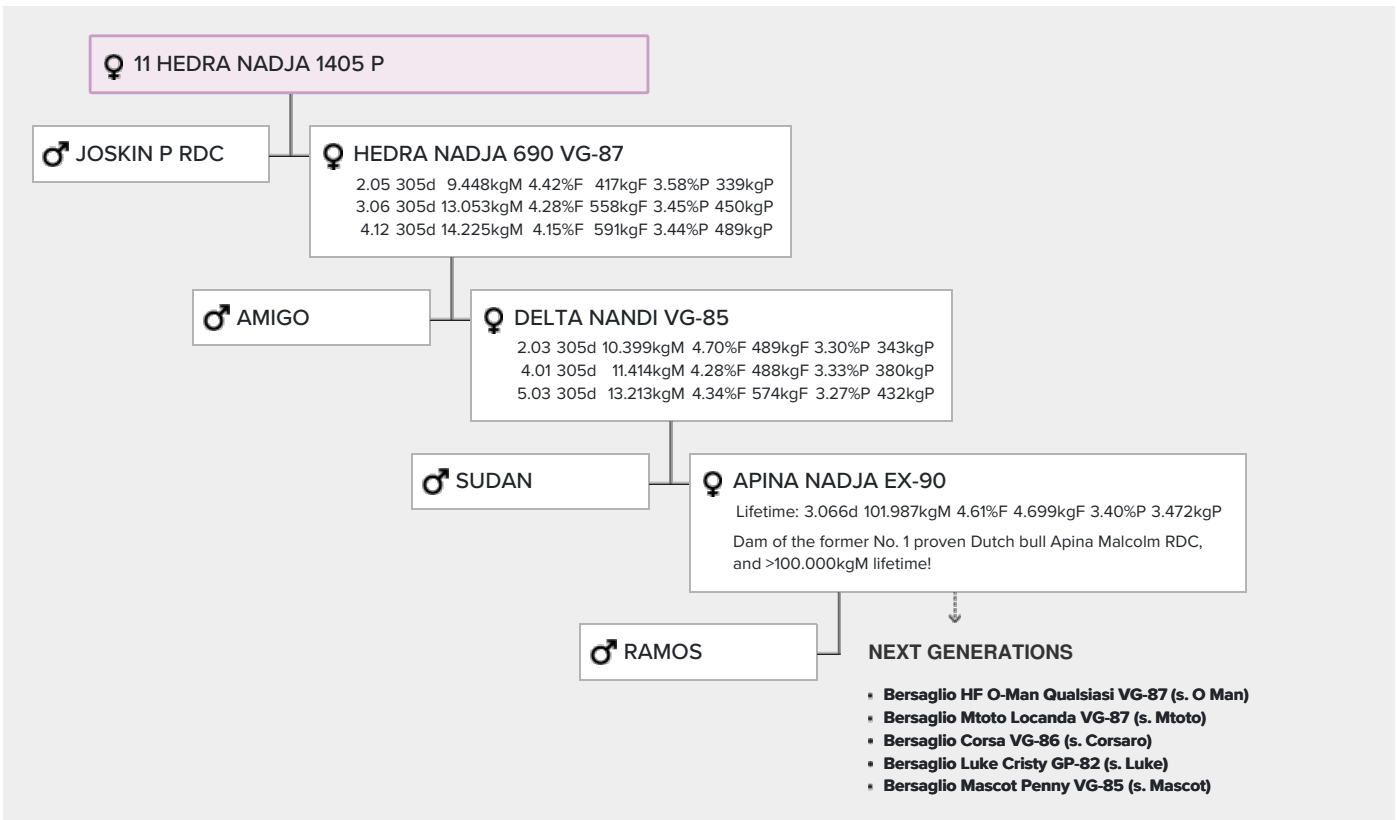 11 HEDRA NADJA 1405 P
JOSKIN P RDC
HEDRA NADJA 690 VG-87
2.05 305d 9.448kgM 4.42%F 417kgF 3.58%P 339kgP
3.06 305d 13.053kgM 4.28%F 558kgF 3.45%P 450kgP
4.12 305d 14.225kgM 4.15%F 591kgF 3.44%P 489kgP
AMIGO
DELTA NANDI VG-85
2.03 305d 10.399kgM 4.70%F 489kgF 3.30%P 343kgP
4.01 305d 11.414kgM 4.28%F 488kgF 3.33%P 380kgP
5.03 305d 13.213kgM 4.34%F 574kgF 3.27%P 432kgP
SUDAN
APINA NADJA EX-90
Lifetime: 3.066d 101.987kgM 4.61%F 4.699kgF 3.40%P 3.472kgP
Dam of the former No. 1 proven Dutch bull Apina Malcolm RDC,
and >100.000kgM lifetime!
RAMOS
NEXT GENERATIONS
• Bersaglio HF O-Man Qualsiasi VG-87 (s. O Man)
• Bersaglio Mtoto Locanda VG-87 (s. Mtoto)
• Bersaglio Corsa VG-86 (s. Corsaro)
• Bersaglio Luke Cristy GP-82 (s. Luke)
• Bersaglio Mascot Penny VG-85 (s. Mascot)